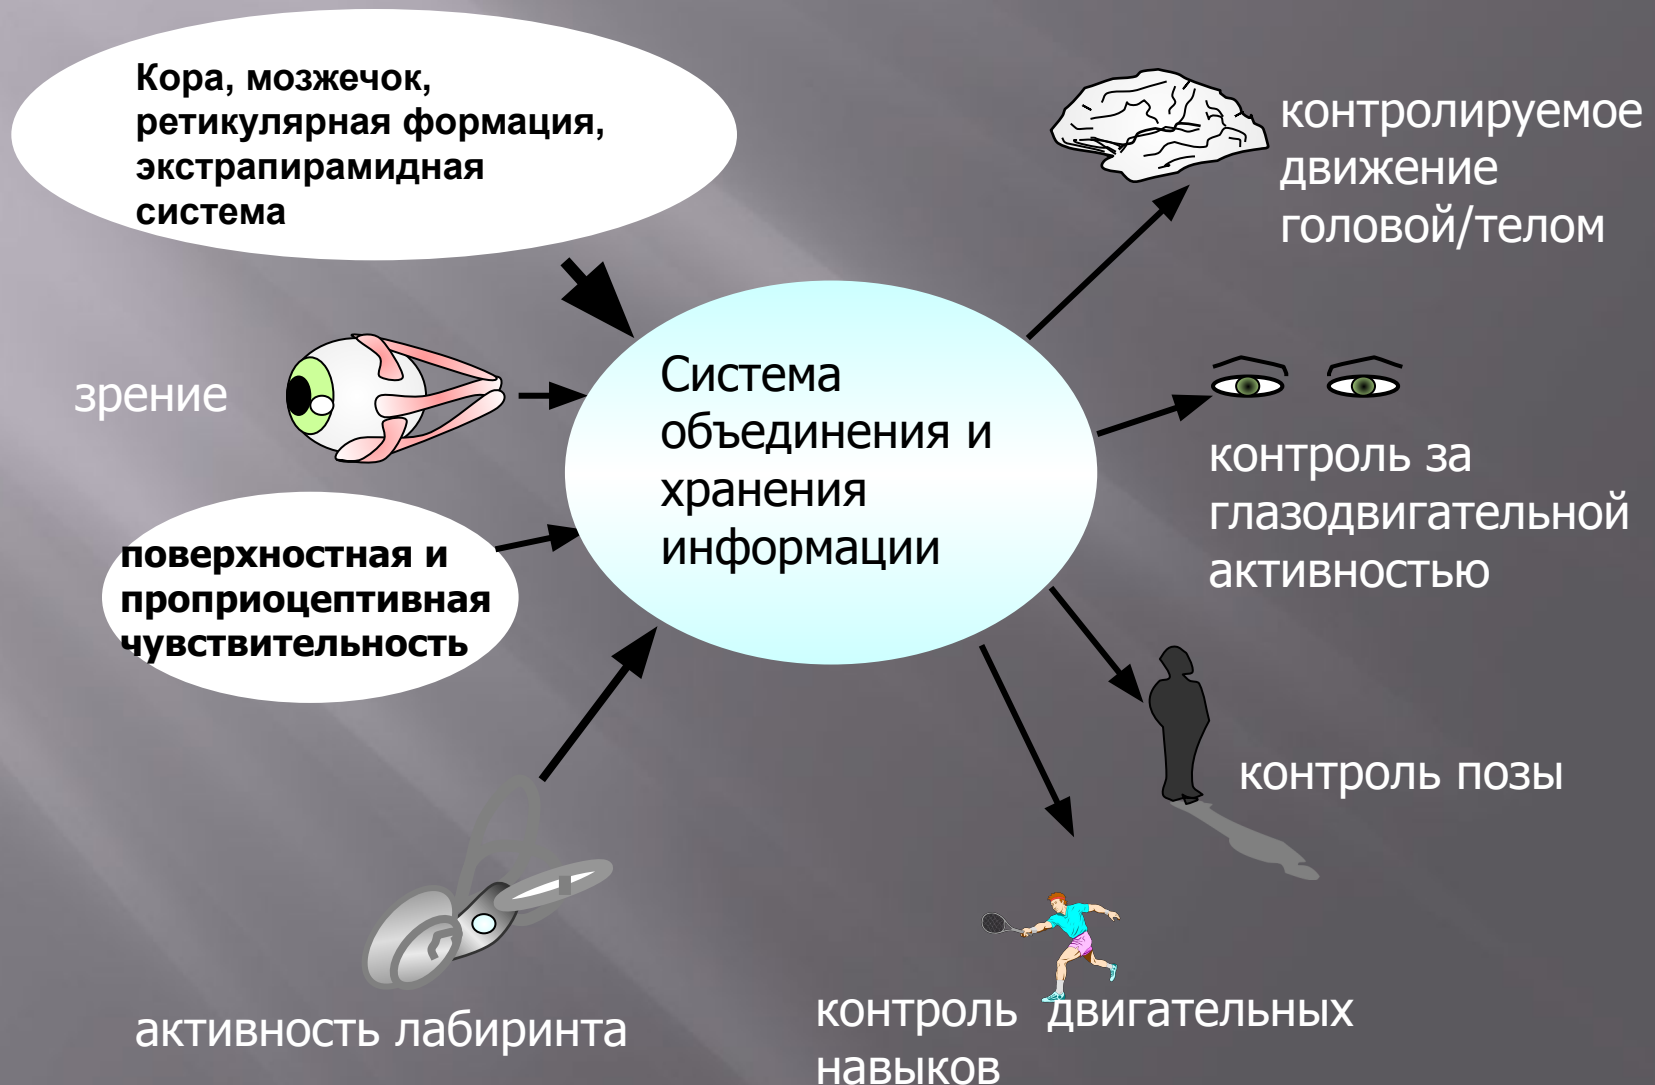 Кора, мозжечок,
ретикулярная формация,
экстрапирамидная
система
зрение
поверхностная и
проприоцептивная
чувствительность
активность лабиринта
Система
объединения и
хранения
информации
контролируемое
движение
головой/телом
контроль за
глазодвигательной
активностью
контроль позы
контроль двигательных
навыков